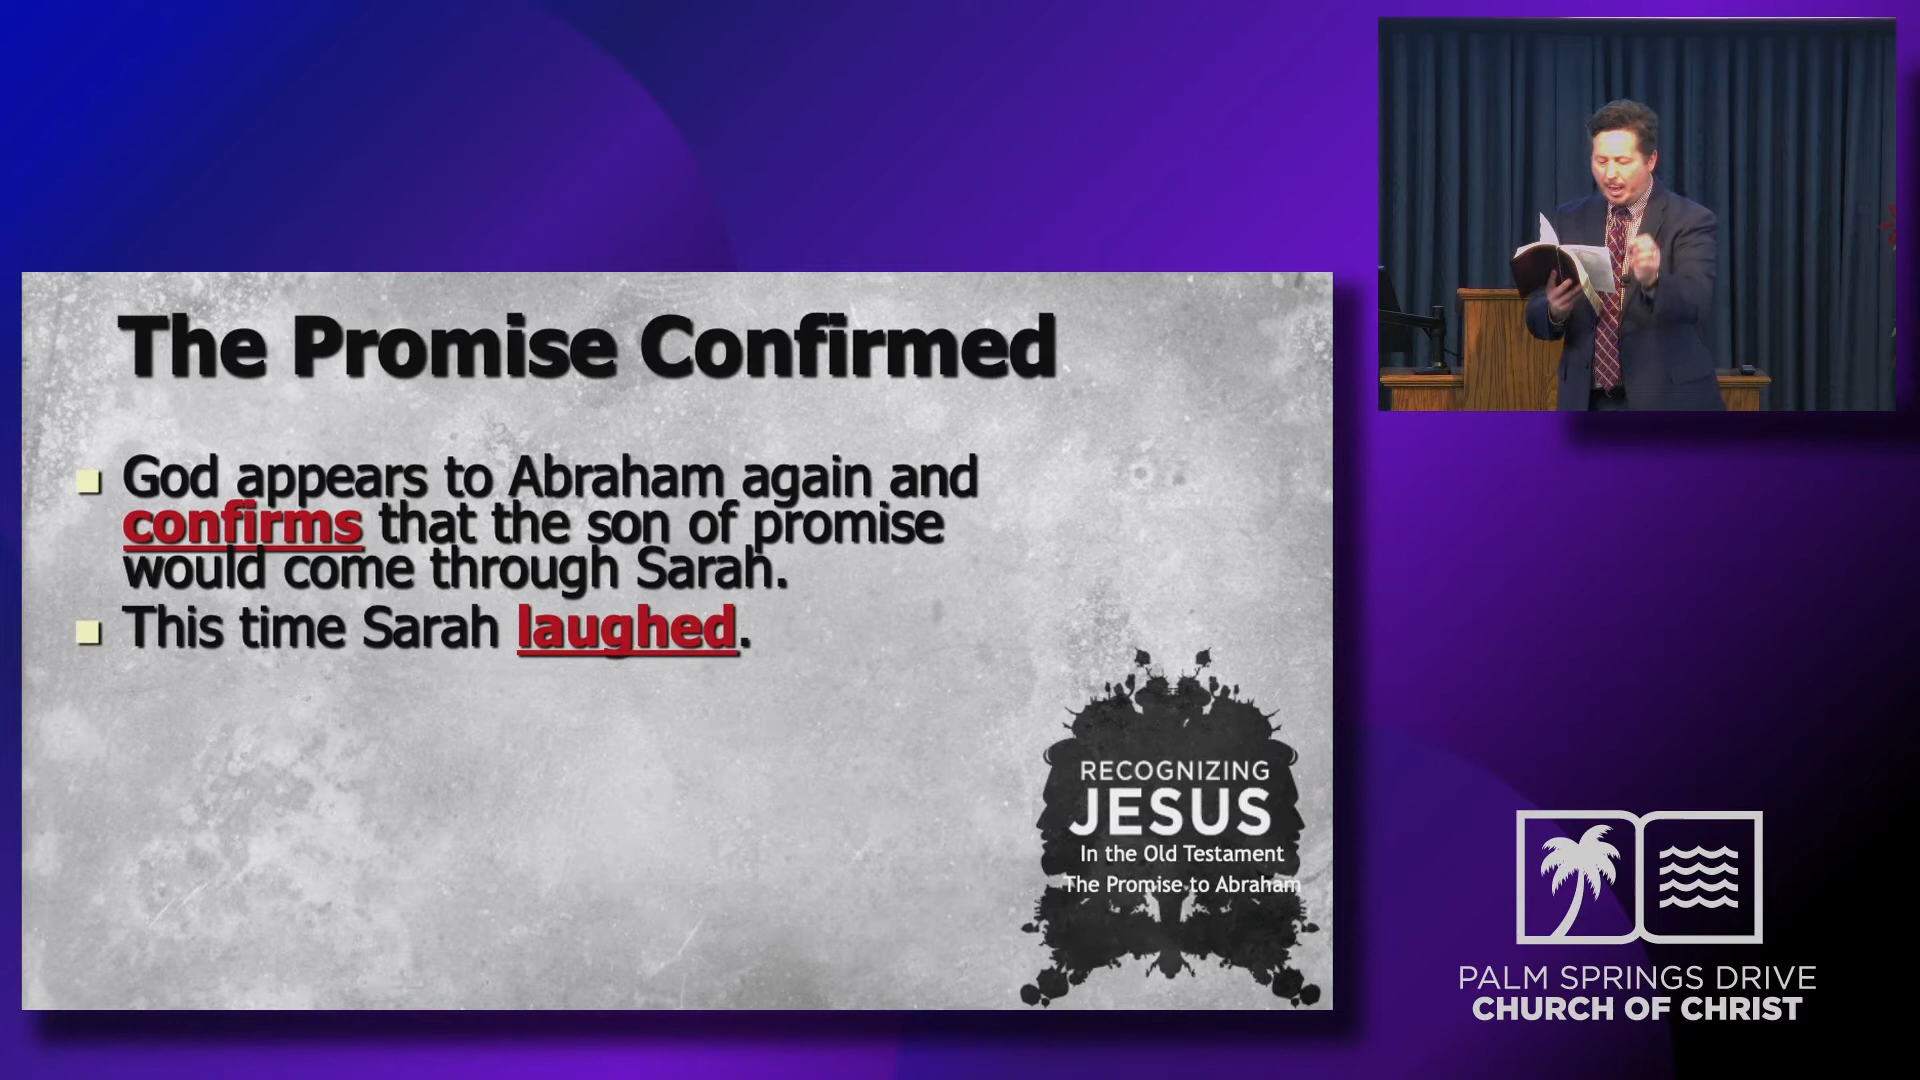 The Promise Confirmed
God appears to Abraham again and
confirms that the son of promise
would come through Sarah.
This time Sarah laughed.
RECOGNIZING
JESUS
In the Old Testament
The Promise to Abraham
PALM SPRINGS DRIVE
CHURCH OF CHRIST